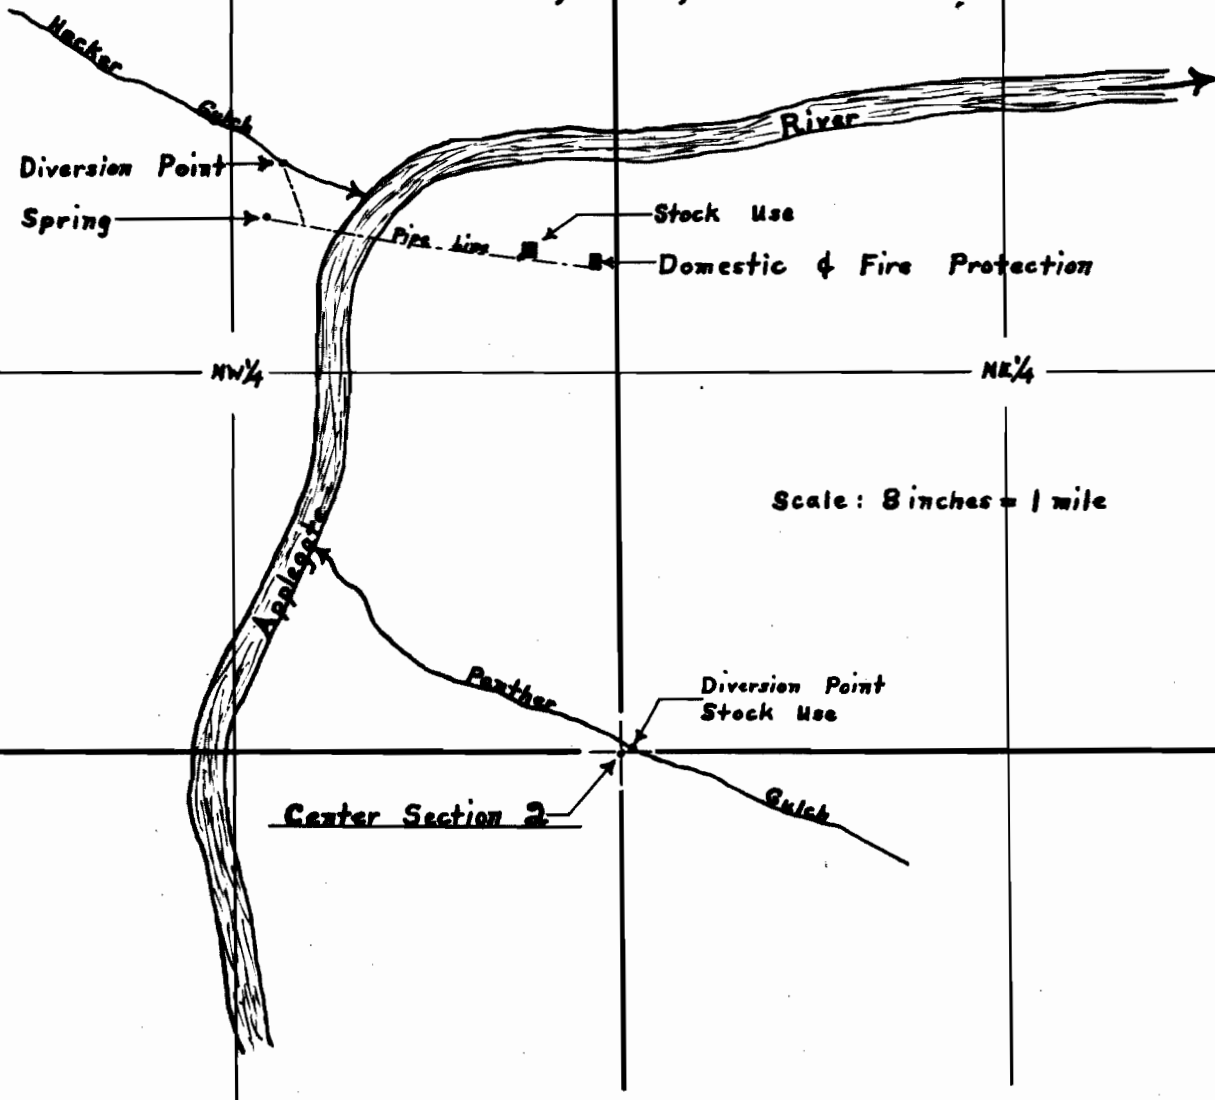 Hacker
Gulch
River
Diversion Point
Spring
Stock Use
Pipe Line
Domestic & Fire Protection
NW¼
NE¼
Scale: 8 inches = 1 mile
Applegate
Panther
Diversion Point
Stock Use
Center Section 2
Gulch